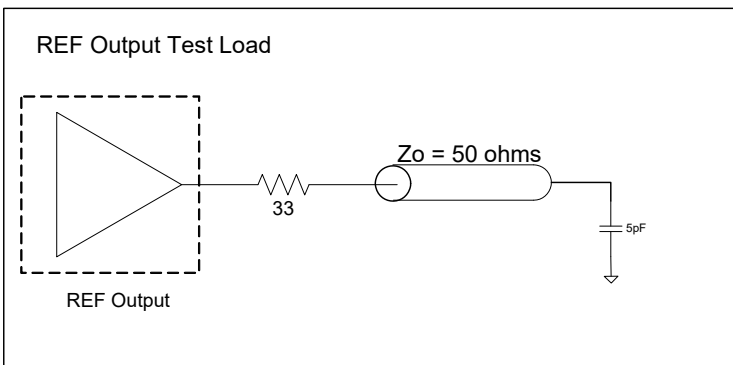 REF Output Test Load
Zo = 50 ohms
33
5pF
REF Output